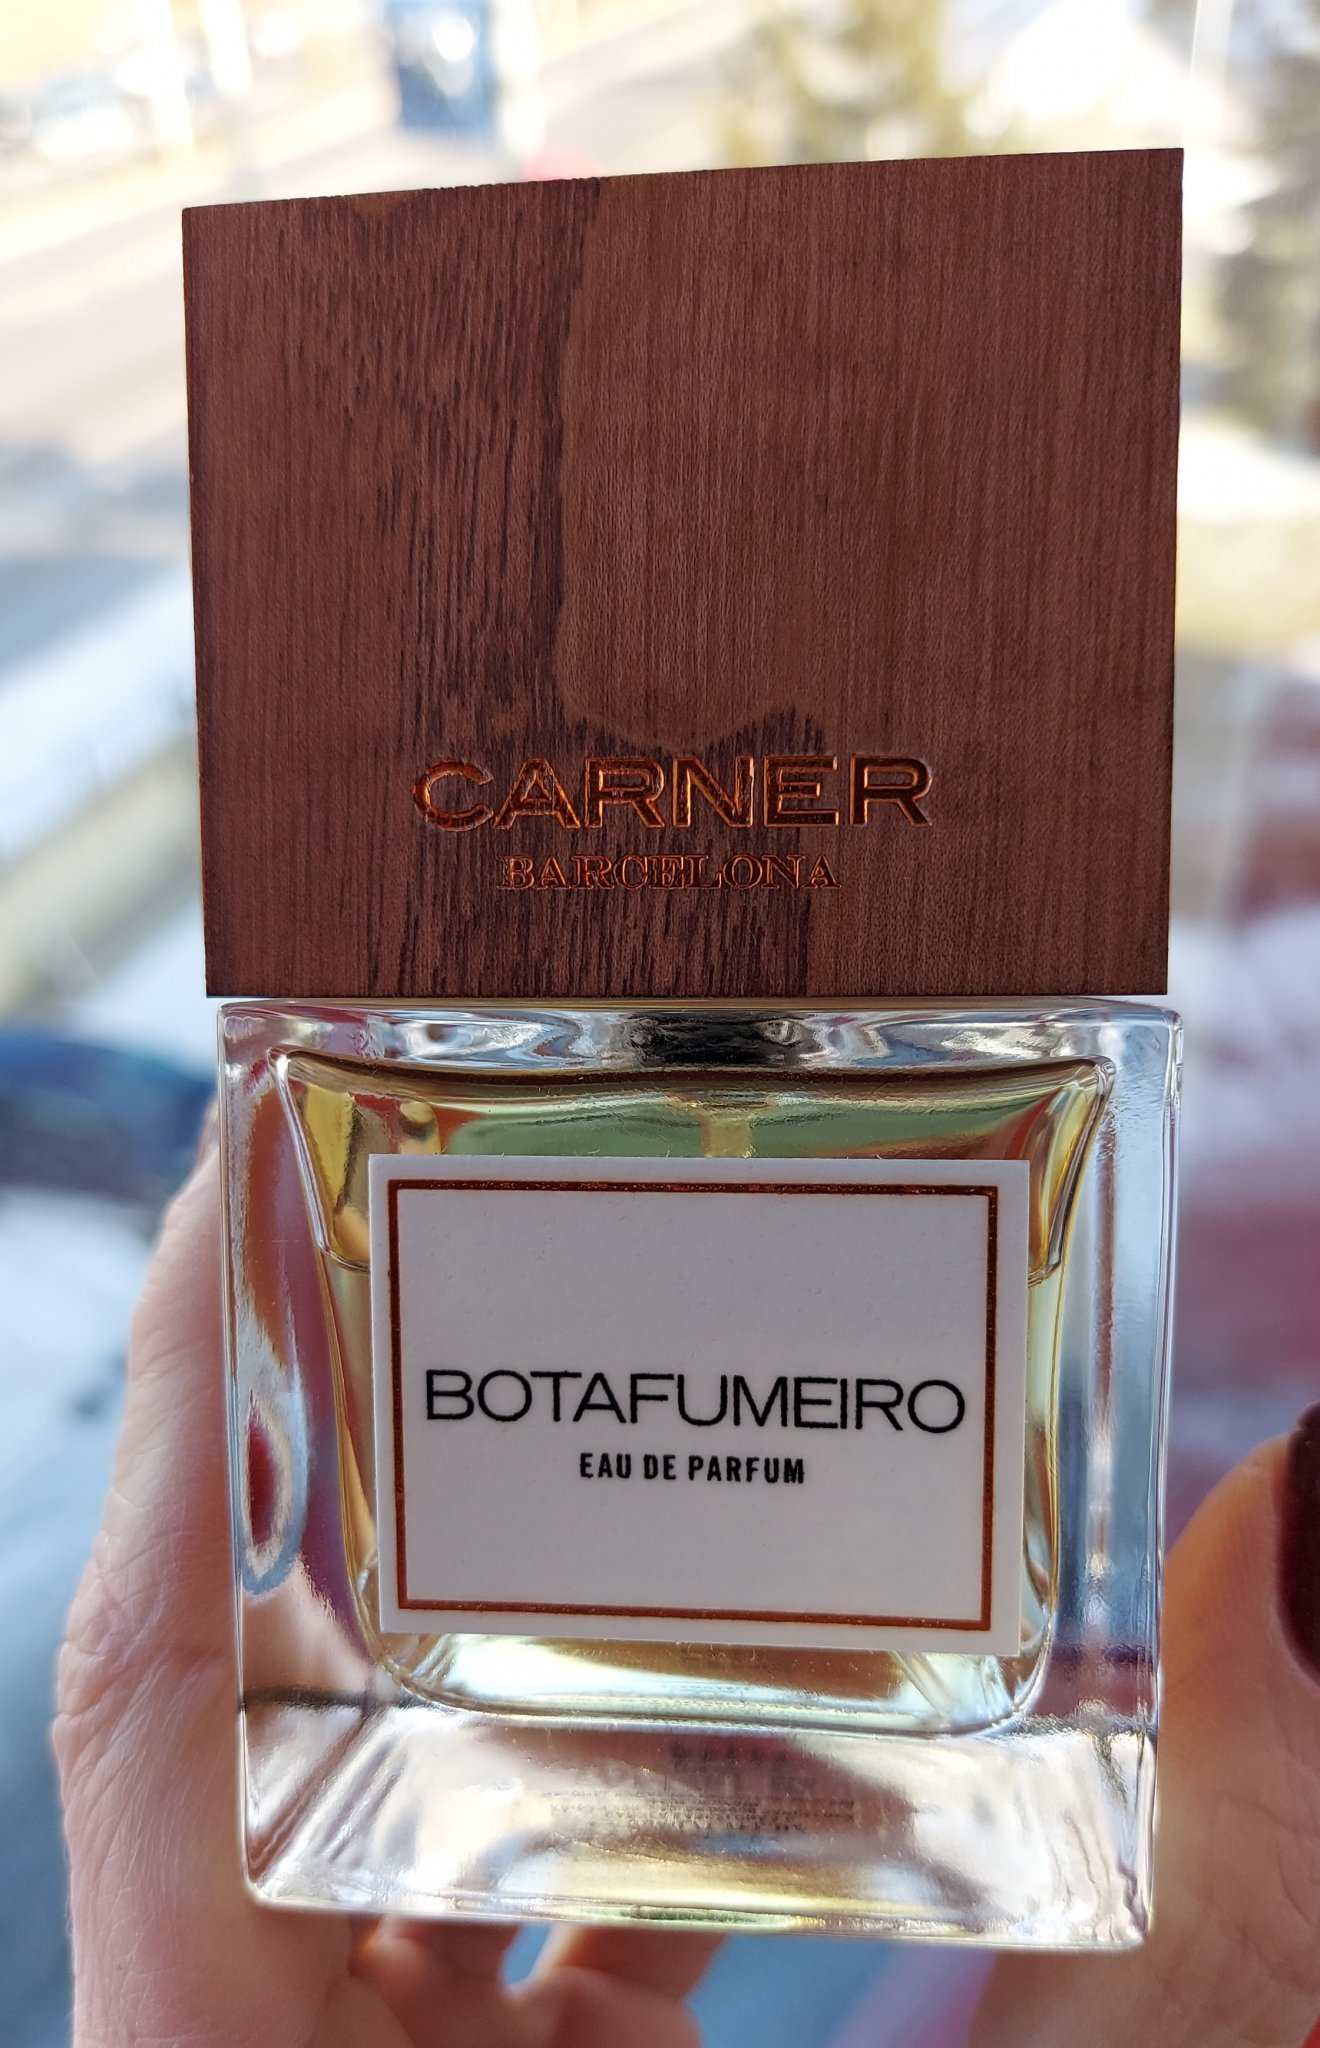 CARNER
BARCELONA
BOTAFUMEIRO
EAU DE PARFUM